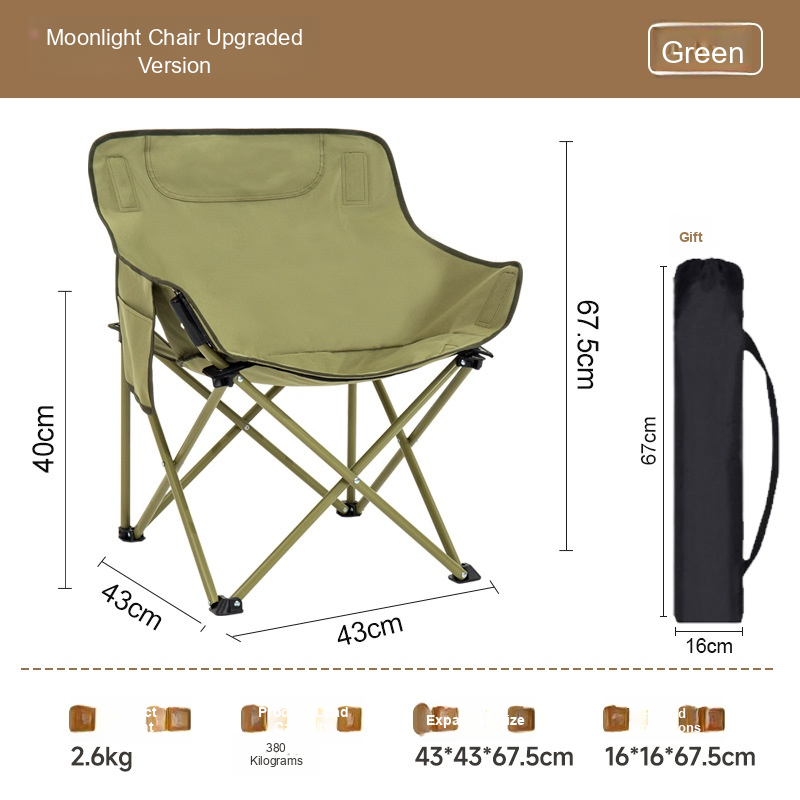 Moonlight Chair Upgraded
Version
Green
Gift
67.5cm
40cm
67cm
43cm
43cm
16cm
Size
2.6kg
380
Kilograms
43*43*67.5cm
16*16*67.5cm